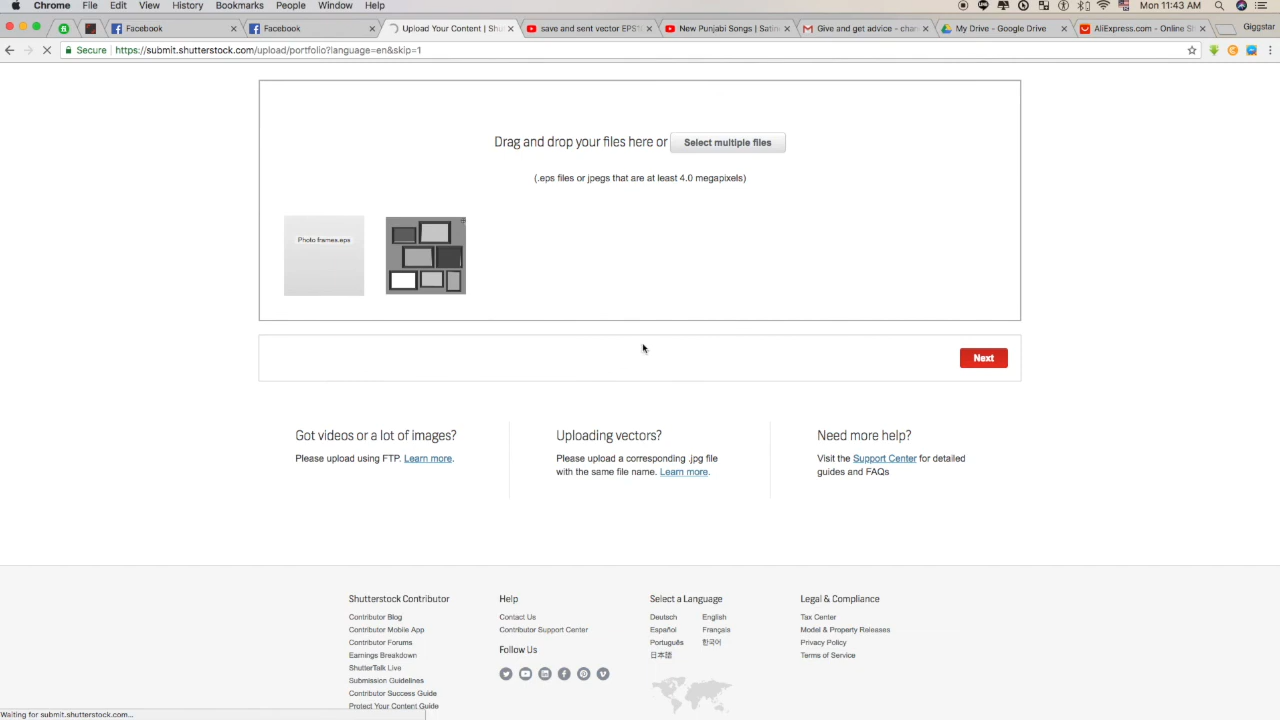 Chrome File Edit View History Bookmarks People Window Help
Mon 11:43 AM
Facebook
Facebook
Upload Your Content | Shu
save and sent vector EPS10
New Punjabi Songs | Satin
Give and get advice - chan
My Drive - Google Drive
AliExpress.com - Online Sh
Giggstar
Secure https://submit.shutterstock.com/upload/portfolio?language=en&skip=1
Drag and drop your files here or Select multiple files
(.eps files or jpegs that are at least 4.0 megapixels)
Photo frames.eps
Next
Got videos or a lot of images?
Please upload using FTP. Learn more.
Uploading vectors?
Please upload a corresponding .jpg file
with the same file name. Learn more.
Need more help?
Visit the Support Center for detailed
guides and FAQs
Shutterstock Contributor
Contributor Blog
Contributor Mobile App
Contributor Forums
Earnings Breakdown
ShutterTalk Live
Submission Guidelines
Contributor Success Guide
Protect Your Content Guide
Help
Contact Us
Contributor Support Center
Follow Us
Select a Language
Deutsch English
Español Français
Português 한국어
日本語
Legal & Compliance
Tax Center
Model & Property Releases
Privacy Policy
Terms of Service
Waiting for submit.shutterstock.com...